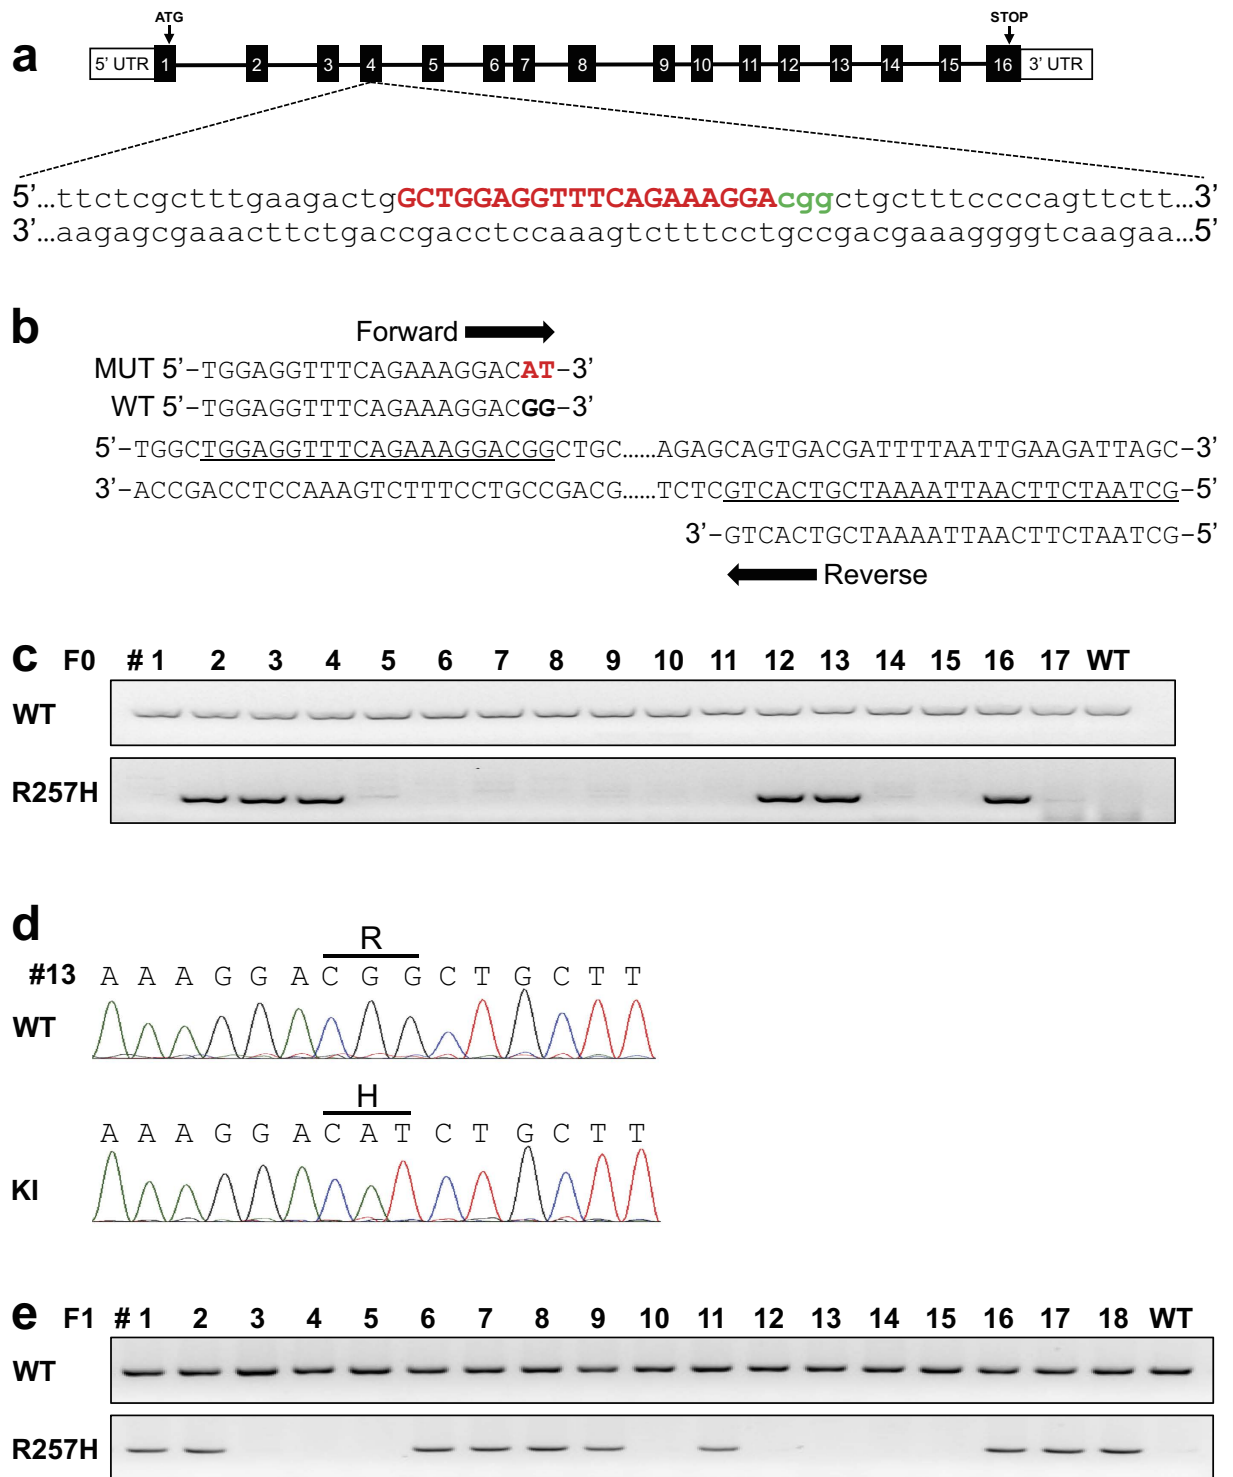 ATG STOP
a 5' UTR 1 2 3 4 5 6 7 8 9 10 11 12 13 14 15 16 3' UTR
5'...ttctcgctttgaagactgGCTGGAGGTTTCAGAAAGGAcggctgctttccccagttctt...3'
3'...aagagcgaaacttctgaccgacctccaaagtctttcctgccgacgaaaggggtcaagaa...5'
b Forward
MUT 5'-TGGAGGTTTCAGAAAGGACAT-3'
WT 5'-TGGAGGTTTCAGAAAGGACGG-3'
5'-TGGCTGGAGGTTTCAGAAAGGACGGCTGC......AGAGCAGTGACGATTTTAATTGAAGATTAGC-3'
3'-ACCGACCTCCAAAGTCTTTCCTGCCGACG......TCTCGTCACTGCTAAAATTAACTTCTAATCG-5'
3'-GTCACTGCTAAAATTAACTTCTAATCG-5'
Reverse
c F0 # 1 2 3 4 5 6 7 8 9 10 11 12 13 14 15 16 17 WT
WT
R257H
d R
#13 A A A G G A C G G C T G C T T
WT
H
A A A G G A C A T C T G C T T
KI
e F1 # 1 2 3 4 5 6 7 8 9 10 11 12 13 14 15 16 17 18 WT
WT
R257H